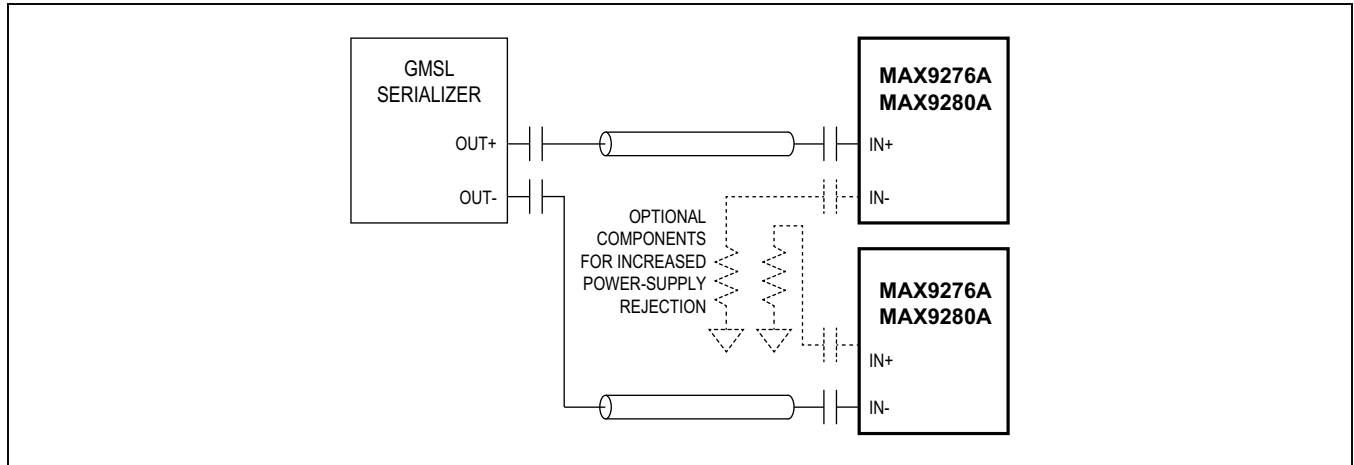 GMSL
SERIALIZER
OUT+
OUT-
MAX9276A
MAX9280A
IN+
IN-
OPTIONAL
COMPONENTS
FOR INCREASED
POWER-SUPPLY
REJECTION
MAX9276A
MAX9280A
IN+
IN-